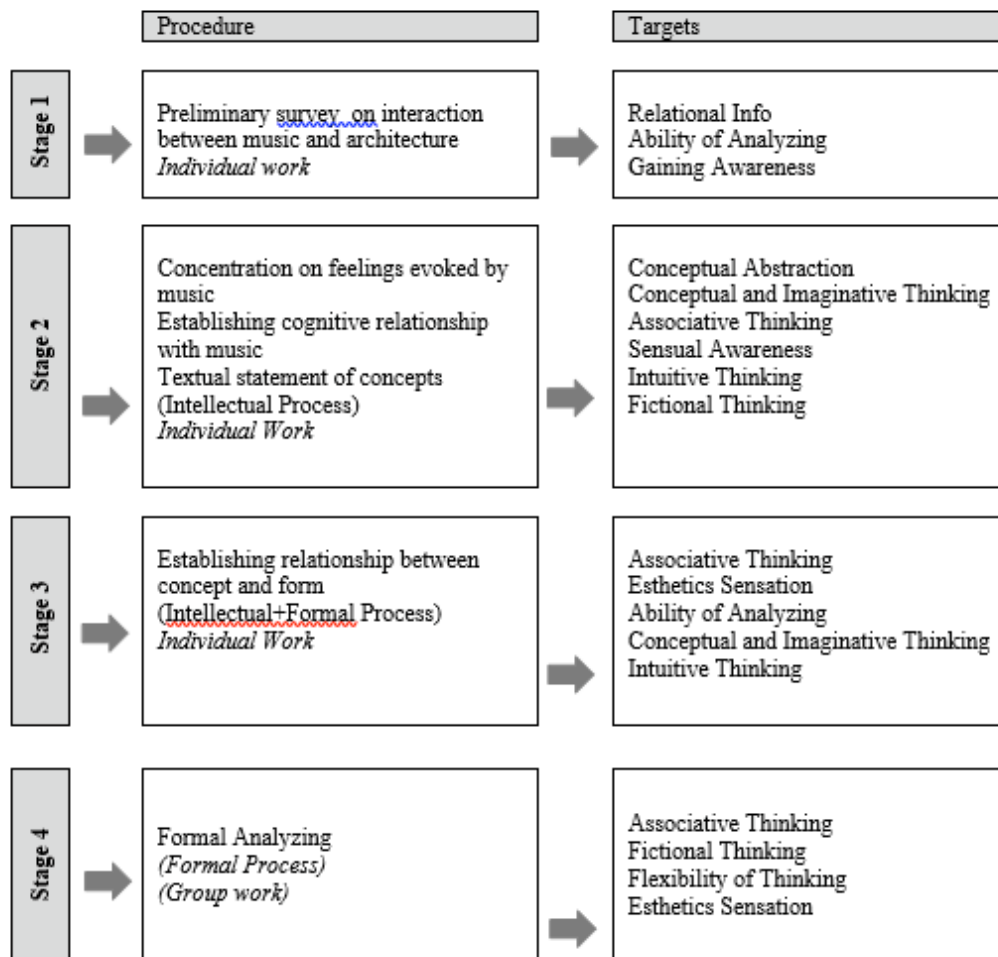 Procedure
Targets
Stage 1
Preliminary survey on interaction
between music and architecture
Individual work
Relational Info
Ability of Analyzing
Gaining Awareness
Stage 2
Concentration on feelings evoked by
music
Establishing cognitive relationship
with music
Textual statement of concepts
(Intellectual Process)
Individual Work
Conceptual Abstraction
Conceptual and Imaginative Thinking
Associative Thinking
Sensual Awareness
Intuitive Thinking
Fictional Thinking
Stage 3
Establishing relationship between
concept and form
(Intellectual+Formal Process)
Individual Work
Associative Thinking
Esthetics Sensation
Ability of Analyzing
Conceptual and Imaginative Thinking
Intuitive Thinking
Stage 4
Formal Analyzing
(Formal Process)
(Group work)
Associative Thinking
Fictional Thinking
Flexibility of Thinking
Esthetics Sensation